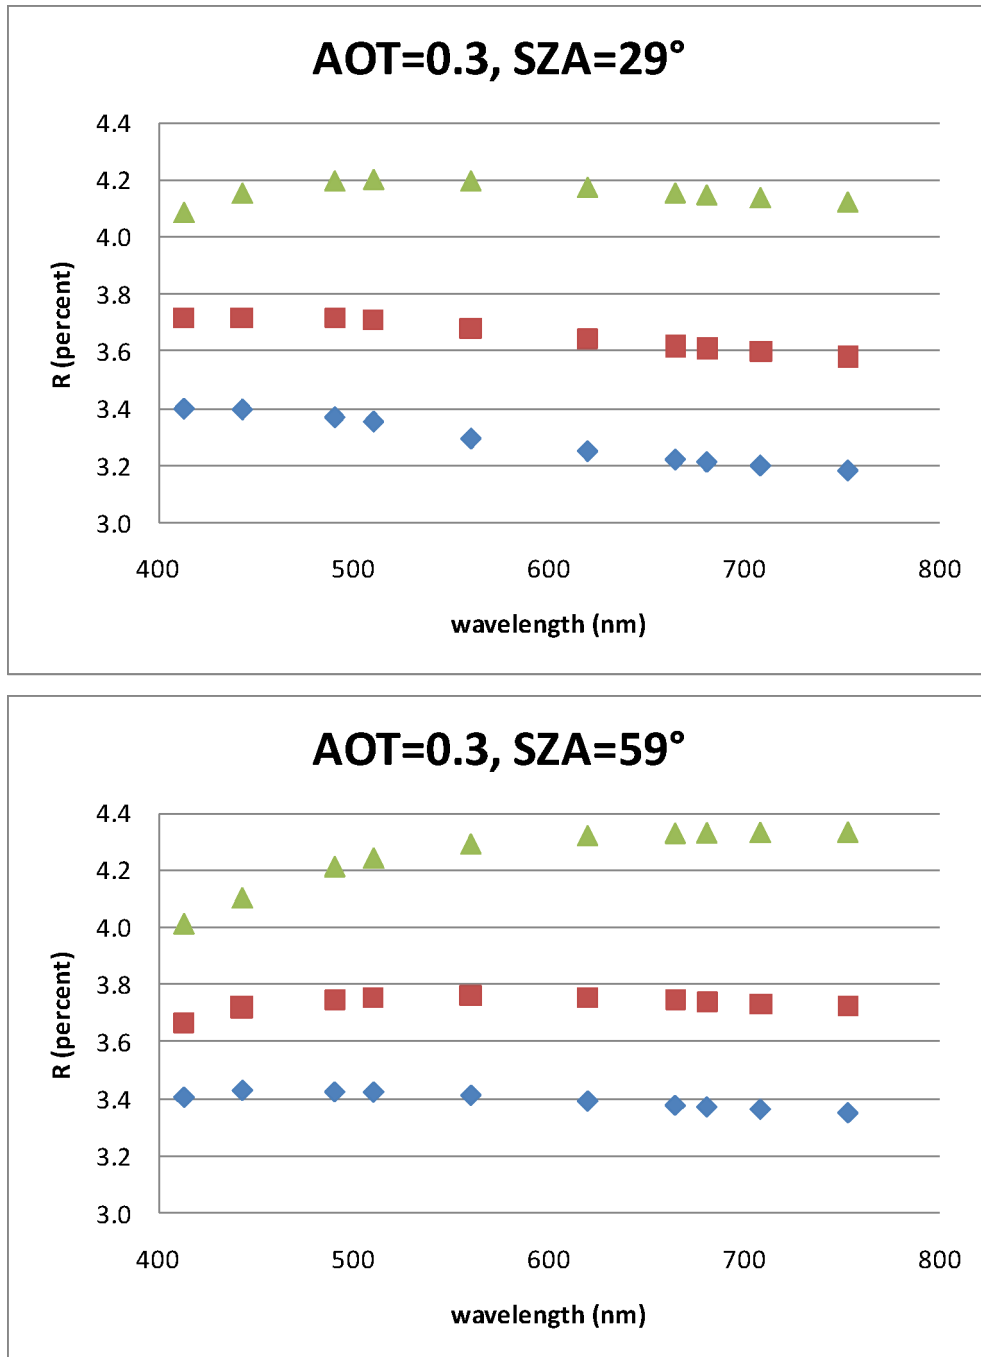 AOT=0.3, SZA=29°
4.4
4.2
4.0
3.8
3.6
3.4
3.2
3.0
R (percent)
400 500 600 700 800
wavelength (nm)
AOT=0.3, SZA=59°
4.4
4.2
4.0
3.8
3.6
3.4
3.2
3.0
R (percent)
400 500 600 700 800
wavelength (nm)